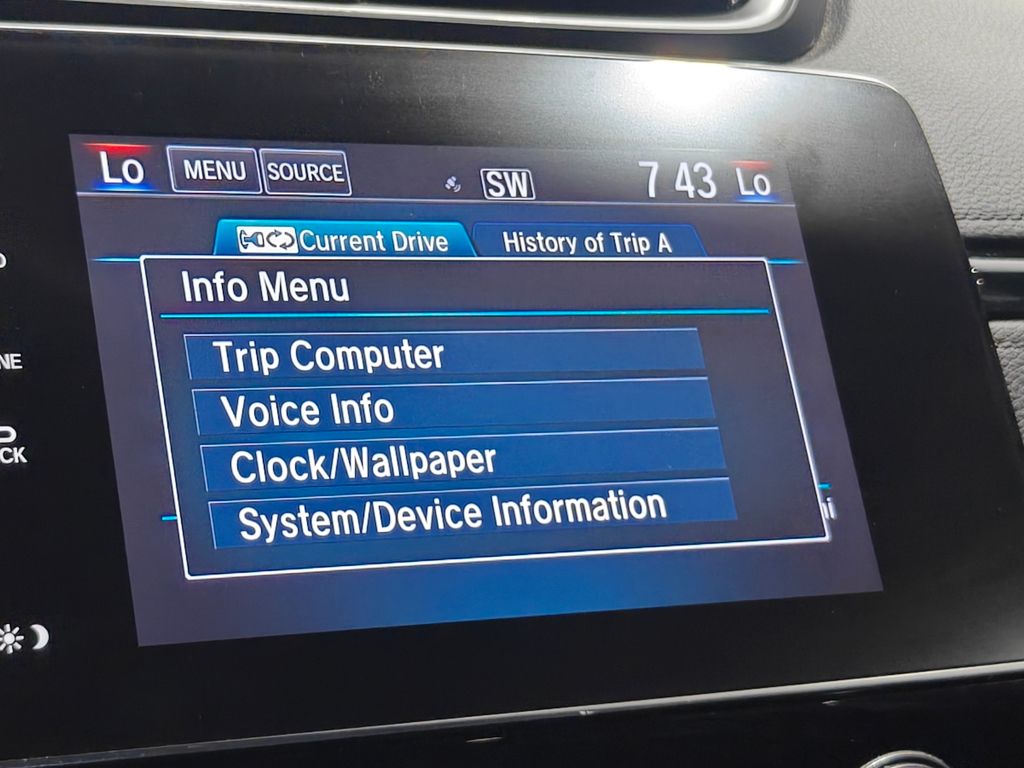 Lo MENU SOURCE SW 7 43 Lo
Current Drive History of Trip A
Info Menu
Trip Computer
Voice Info
Clock/Wallpaper
System/Device Information